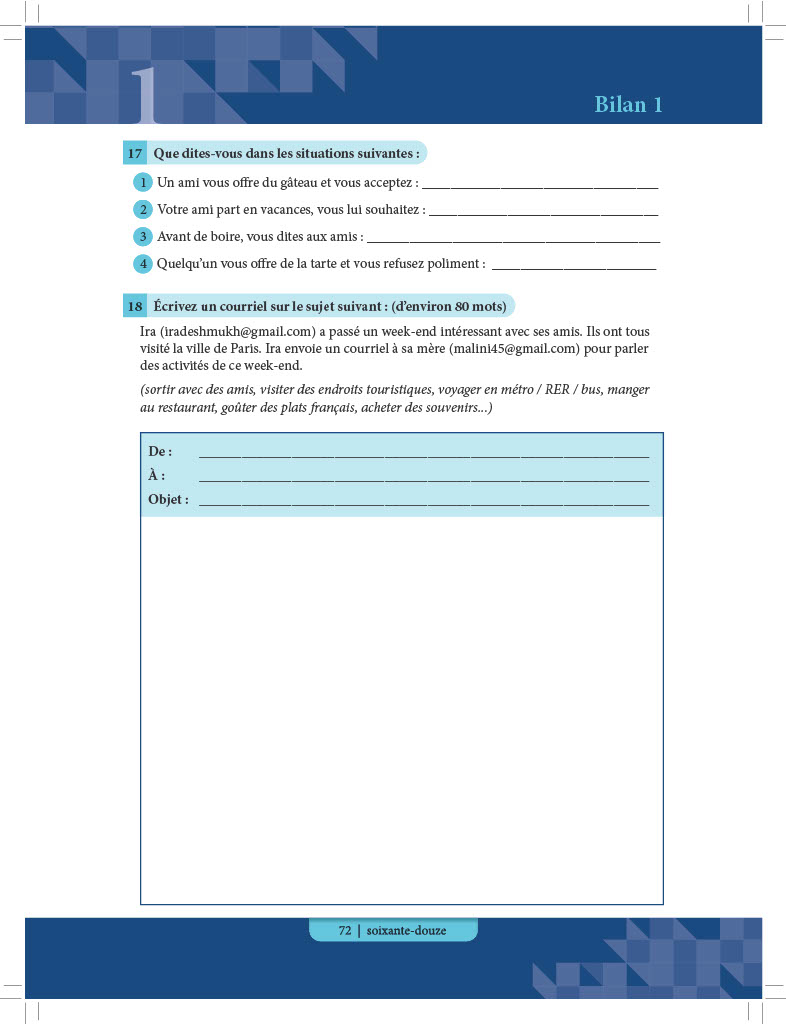 1
Bilan 1
17 Que dites-vous dans les situations suivantes :
1 Un ami vous offre du gâteau et vous acceptez : ________________________________
2 Votre ami part en vacances, vous lui souhaitez : ________________________________
3 Avant de boire, vous dites aux amis : ________________________________________
4 Quelqu’un vous offre de la tarte et vous refusez poliment : ______________________
18 Écrivez un courriel sur le sujet suivant : (d’environ 80 mots)
Ira (iradeshmukh@gmail.com) a passé un week-end intéressant avec ses amis. Ils ont tous
visité la ville de Paris. Ira envoie un courriel à sa mère (malini45@gmail.com) pour parler
des activités de ce week-end.
(sortir avec des amis, visiter des endroits touristiques, voyager en métro / RER / bus, manger
au restaurant, goûter des plats français, acheter des souvenirs...)
De : ______________________________________________________________
À : ______________________________________________________________
Objet : ______________________________________________________________
72 | soixante-douze